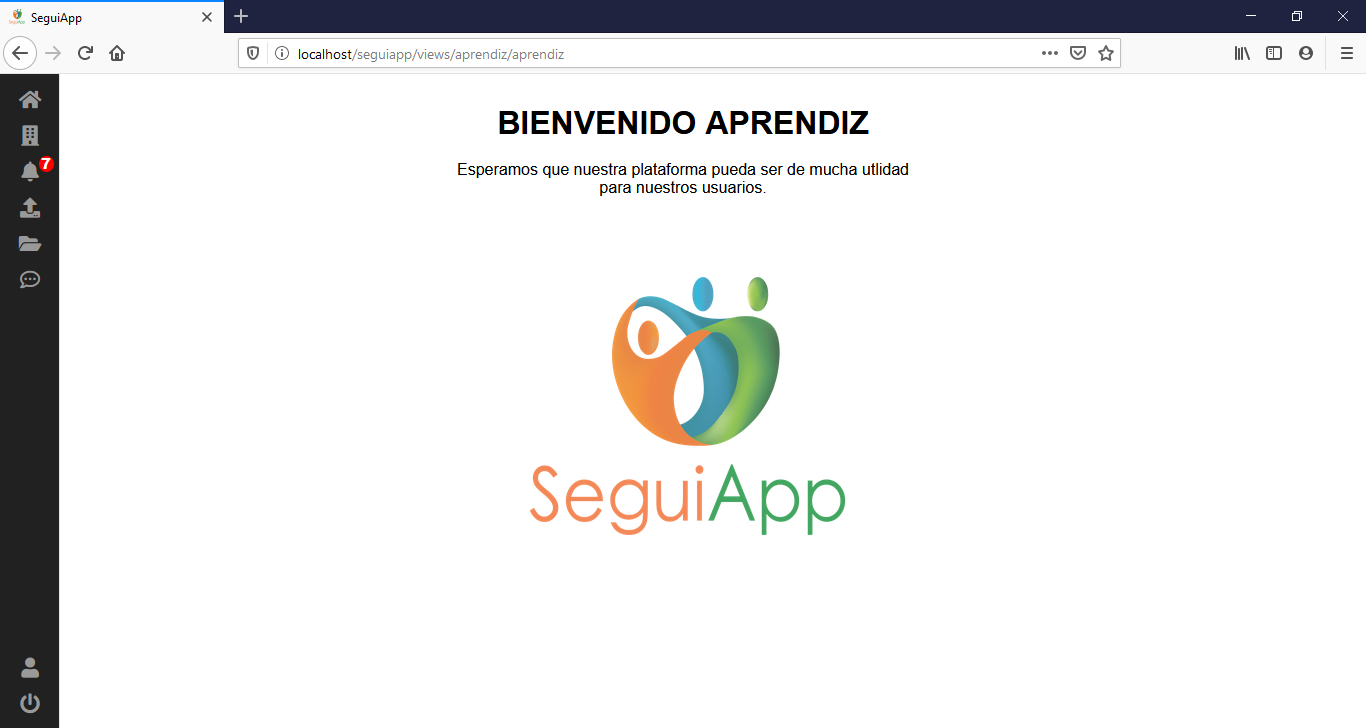 SeguiApp
localhost/seguiapp/views/aprendiz/aprendiz
7
BIENVENIDO APRENDIZ
Esperamos que nuestra plataforma pueda ser de mucha utlidad
para nuestros usuarios.
SeguiApp